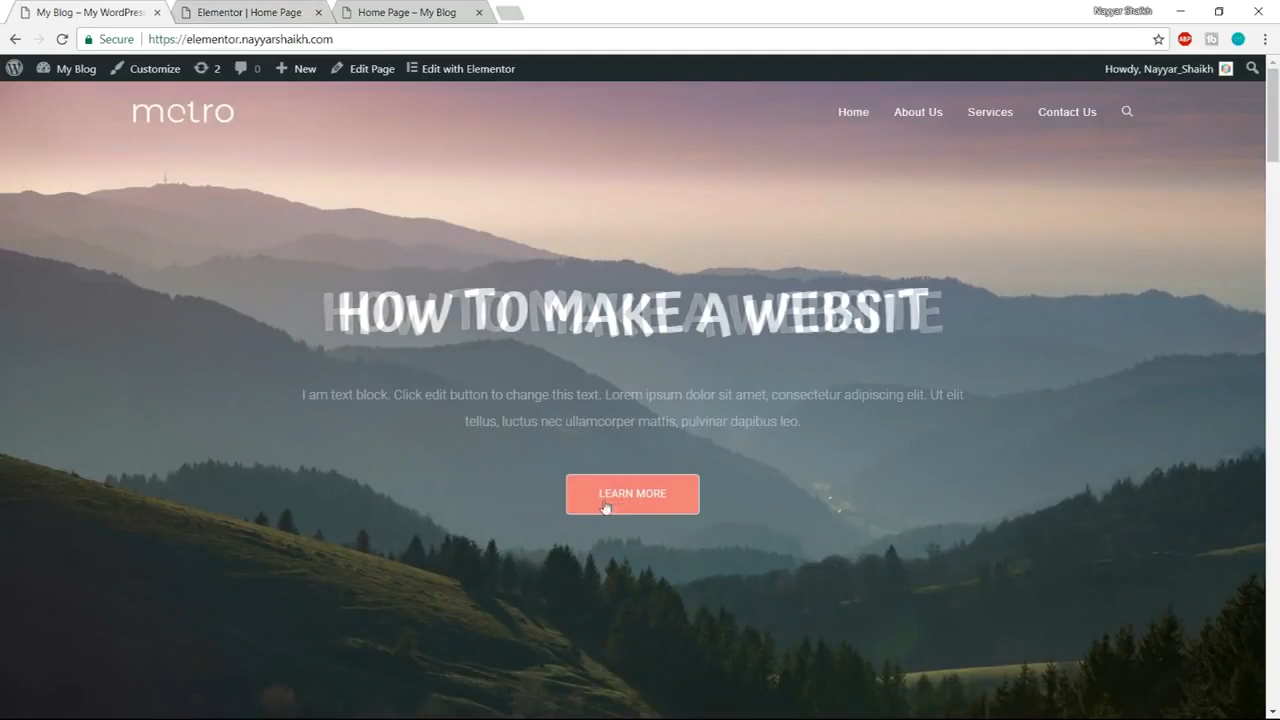 My Blog – My WordPres
Elementor | Home Page
Home Page – My Blog
Nayyar Shaikh
Secure
https://elementor.nayyarshaikh.com
ABP
tb
My Blog
Customize
2
0
New
Edit Page
Edit with Elementor
Howdy, Nayyar_Shaikh
metro
Home
About Us
Services
Contact Us
HOW TO MAKE A WEBSIT
I am text block. Click edit button to change this text. Lorem ipsum dolor sit amet, consectetur adipiscing elit. Ut elit
tellus, luctus nec ullamcorper mattis, pulvinar dapibus leo.
LEARN MORE